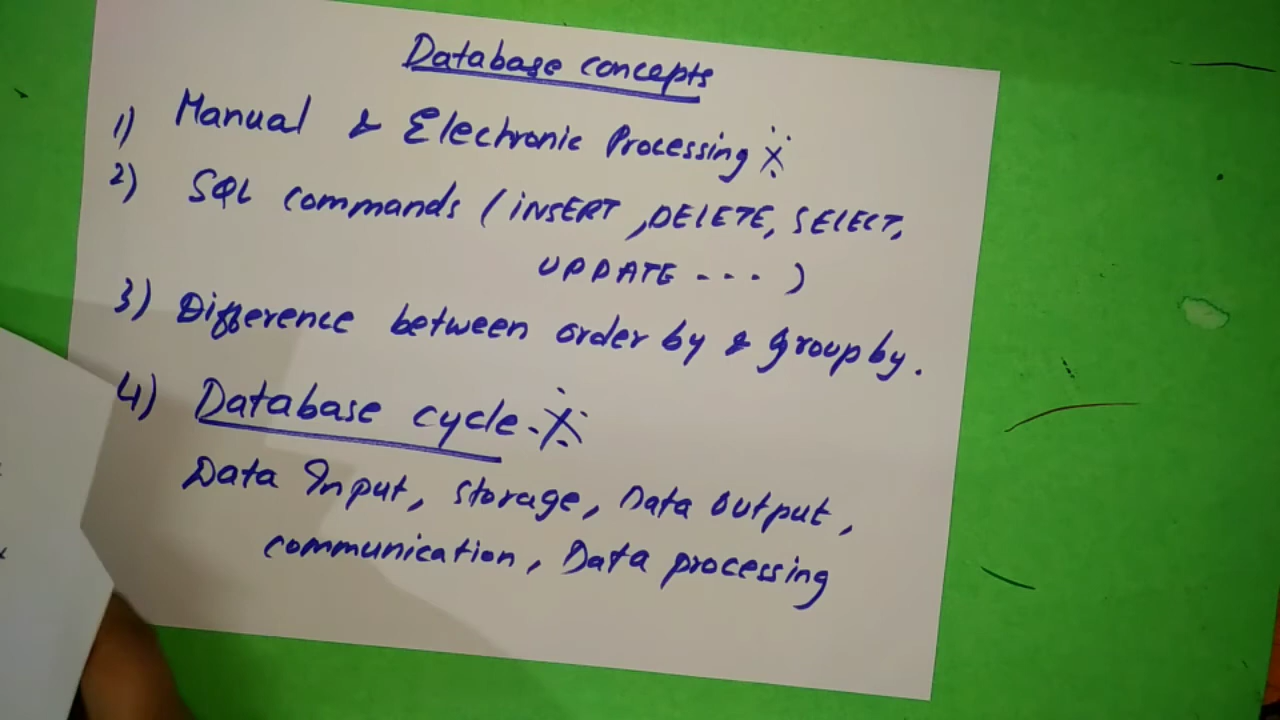 Database concepts
1) Manual & Electronic Processing ※
2) SQL commands (INSERT, DELETE, SELECT,
UPDATE --- )
3) Difference between order by & Group by.
4) Database cycle. ※
Data Input, storage, Data Output,
communication, Data processing